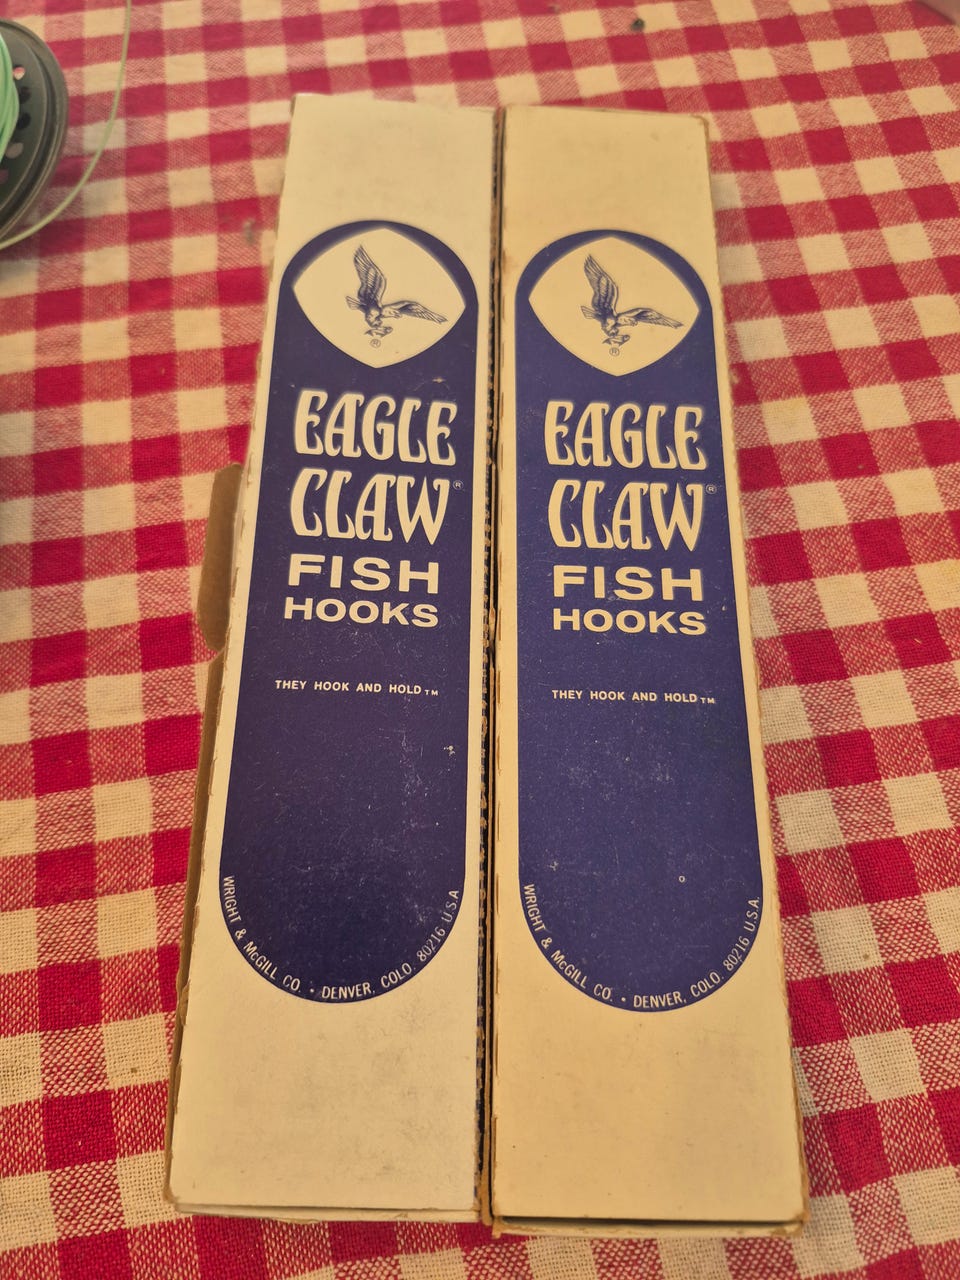 ®
EAGLE
CLAW®
FISH
HOOKS
THEY HOOK AND HOLD™
WRIGHT & McGILL CO. • DENVER, COLO. 80216 U.S.A.
®
EAGLE
CLAW®
FISH
HOOKS
THEY HOOK AND HOLD™
WRIGHT & McGILL CO. • DENVER, COLO. 80216 U.S.A.